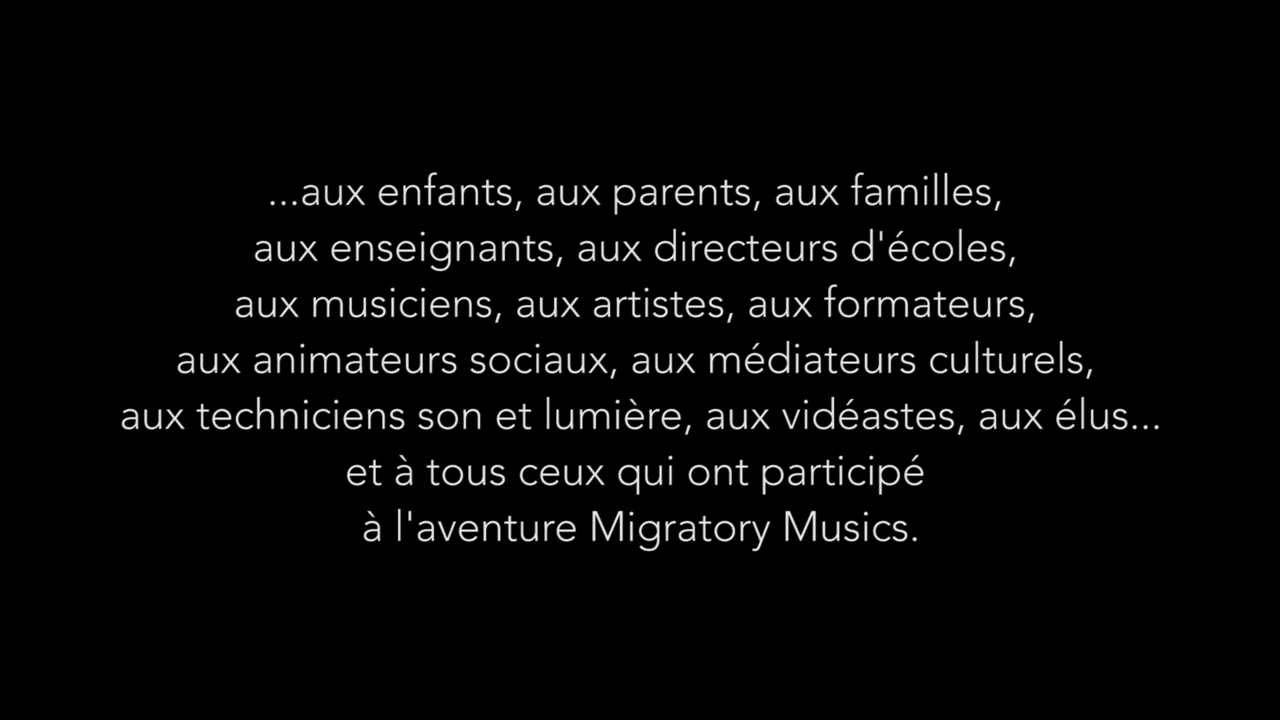 ...aux enfants, aux parents, aux familles,
aux enseignants, aux directeurs d'écoles,
aux musiciens, aux artistes, aux formateurs,
aux animateurs sociaux, aux médiateurs culturels,
aux techniciens son et lumière, aux vidéastes, aux élus...
et à tous ceux qui ont participé
à l'aventure Migratory Musics.